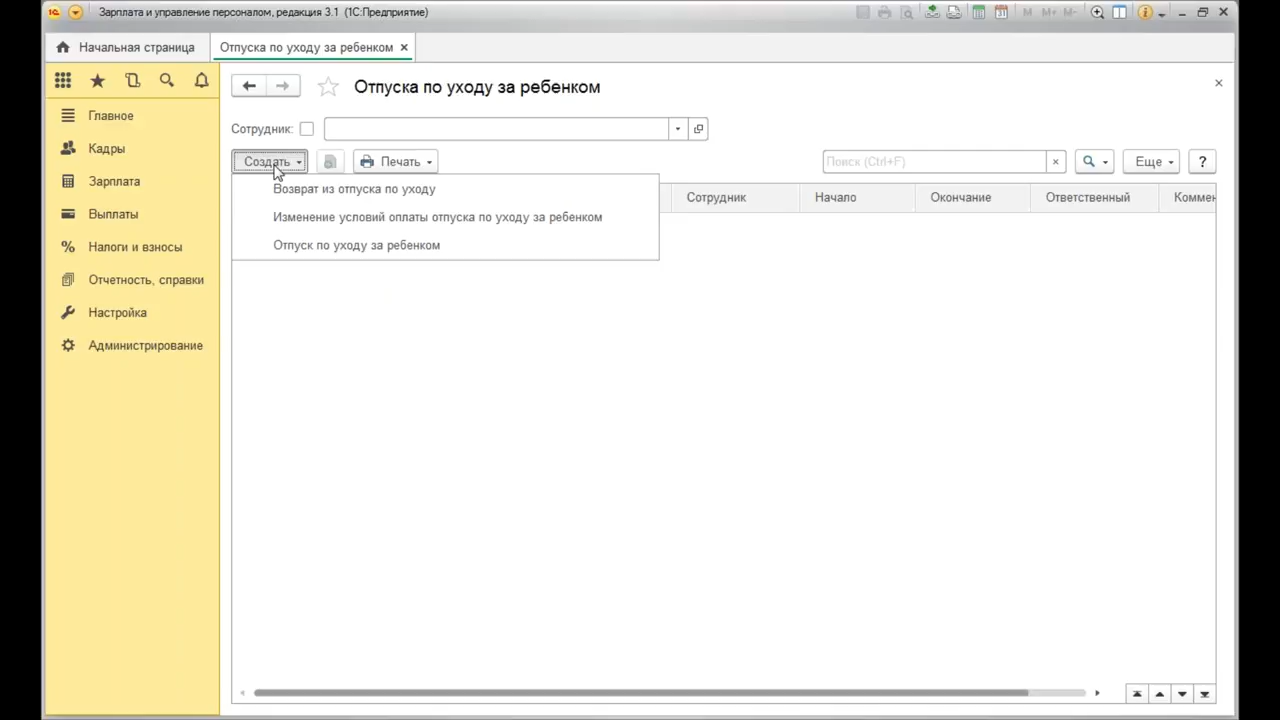 Зарплата и управление персоналом, редакция 3.1 (1С:Предприятие)
M M+ M-
Начальная страница
Отпуска по уходу за ребенком ×
Главное
Кадры
Зарплата
Выплаты
Налоги и взносы
Отчетность, справки
Настройка
Администрирование
Отпуска по уходу за ребенком
Сотрудник:
Создать
Печать
Поиск (Ctrl+F)
Еще
?
Возврат из отпуска по уходу
Изменение условий оплаты отпуска по уходу за ребенком
Отпуск по уходу за ребенком
Сотрудник
Начало
Окончание
Ответственный
Коммен